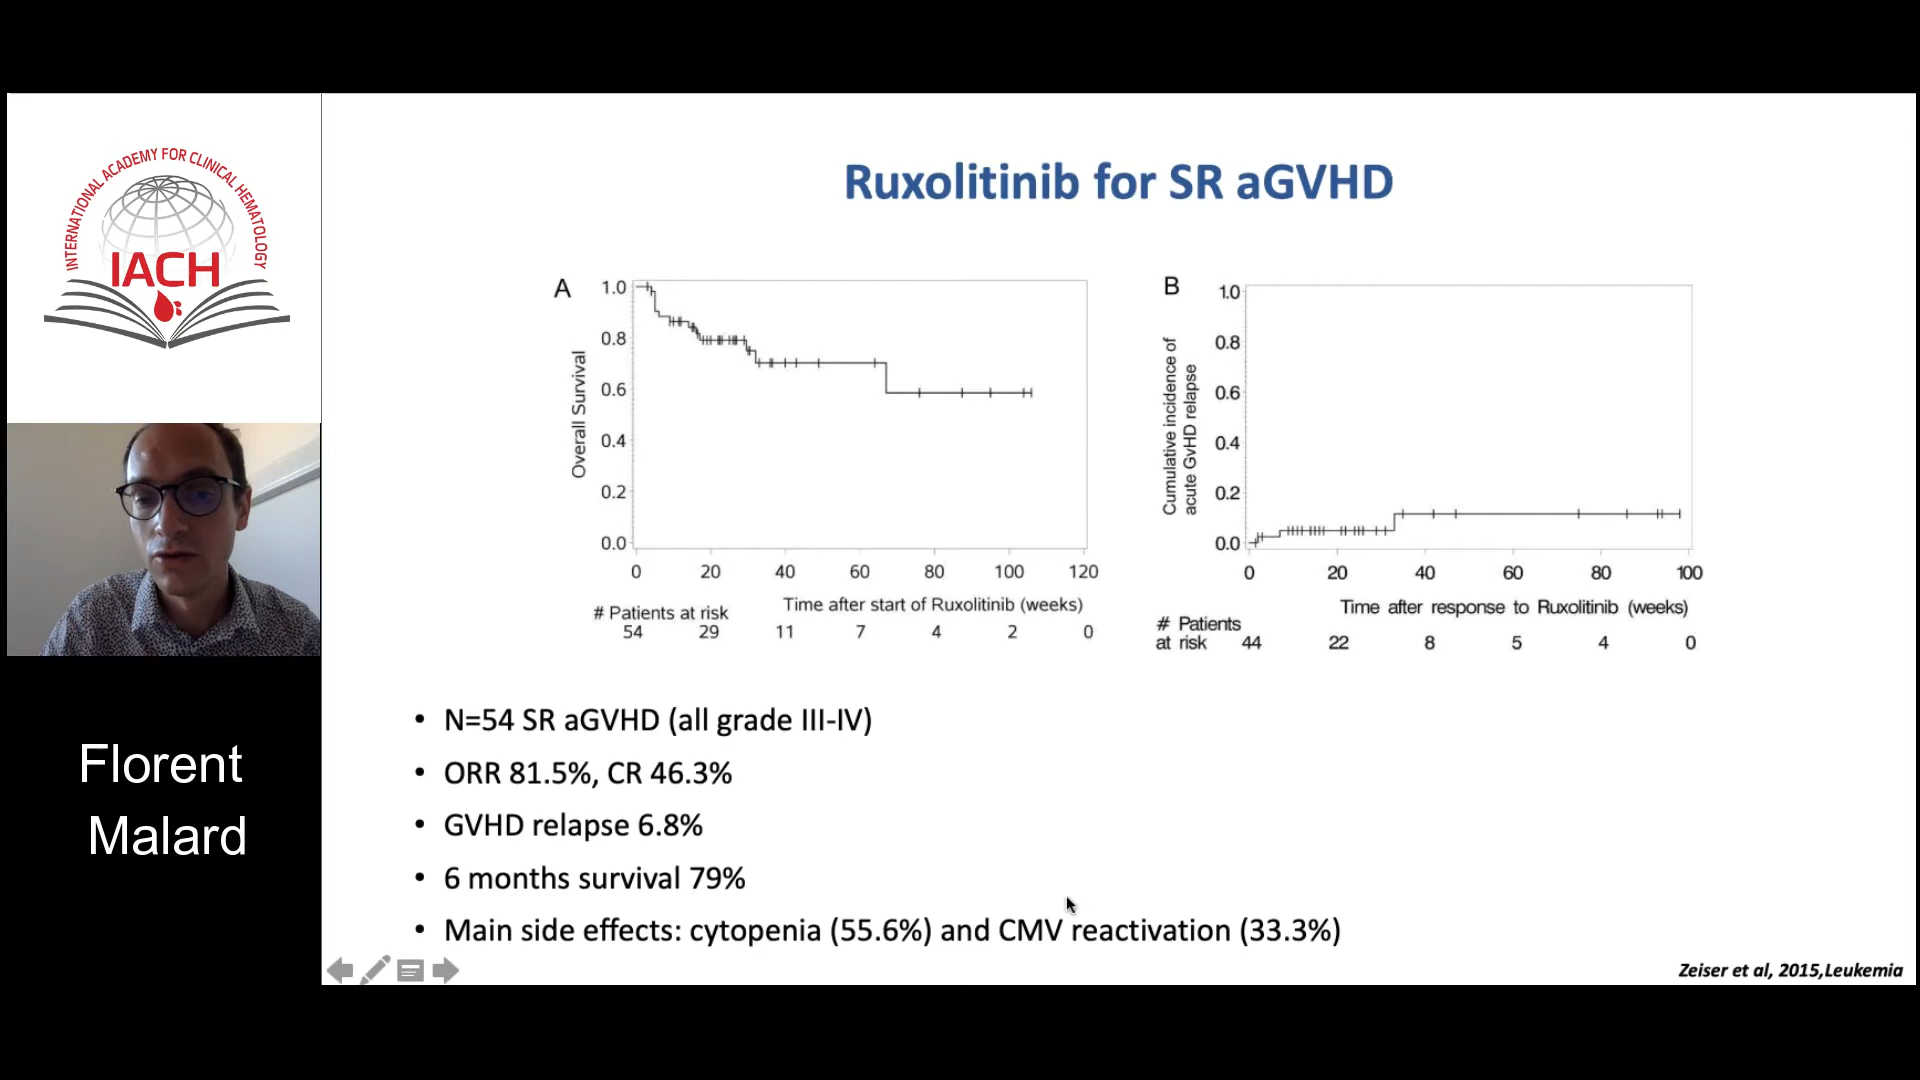 INTERNATIONAL ACADEMY FOR CLINICAL HEMATOLOGY
IACH
Florent
Malard
Ruxolitinib for SR aGVHD
A
1.0
0.8
0.6
0.4
0.2
0.0
Overall Survival
0 20 40 60 80 100 120
Time after start of Ruxolitinib (weeks)
# Patients at risk
54 29 11 7 4 2 0
B
1.0
0.8
0.6
0.4
0.2
0.0
Cumulative incidence of
acute GvHD relapse
0 20 40 60 80 100
Time after response to Ruxolitinib (weeks)
# Patients
at risk 44 22 8 5 4 0
• N=54 SR aGVHD (all grade III-IV)
• ORR 81.5%, CR 46.3%
• GVHD relapse 6.8%
• 6 months survival 79%
• Main side effects: cytopenia (55.6%) and CMV reactivation (33.3%)
Zeiser et al, 2015,Leukemia